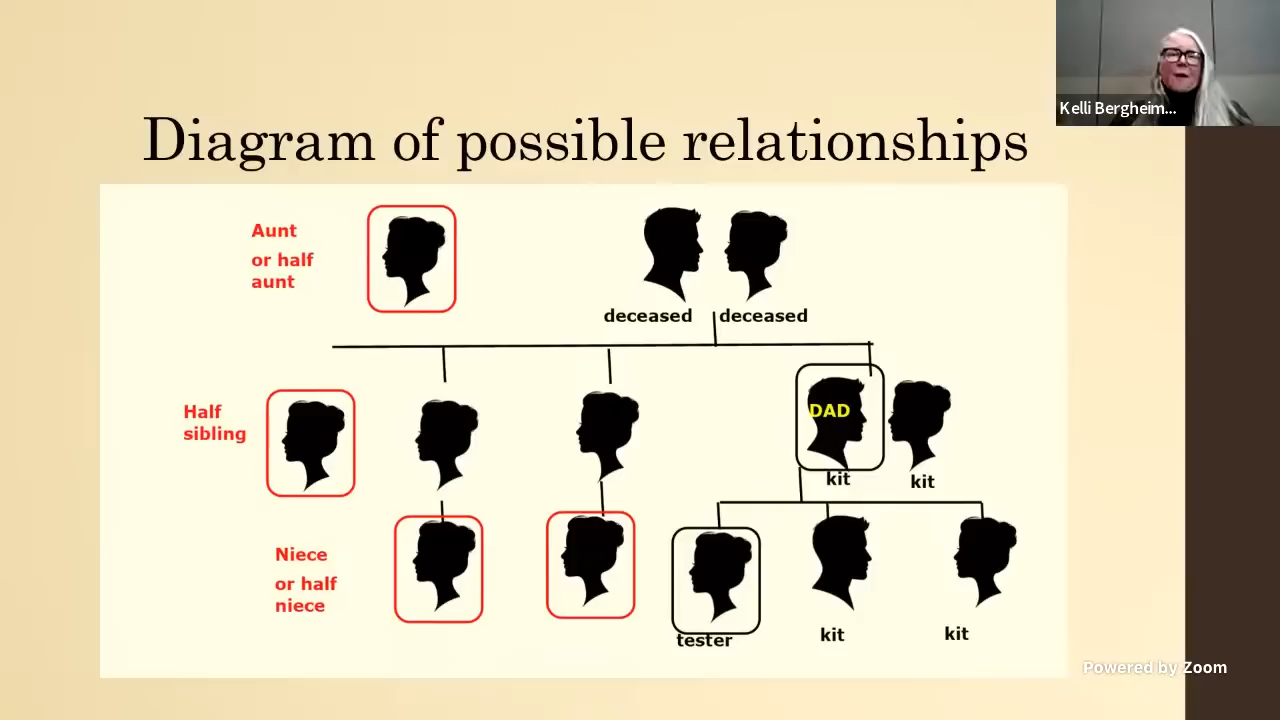 Kelli Bergheim...
Diagram of possible relationships
Aunt
or half
aunt
deceased
deceased
Half
sibling
DAD
kit
kit
Niece
or half
niece
tester
kit
kit
Powered by Zoom